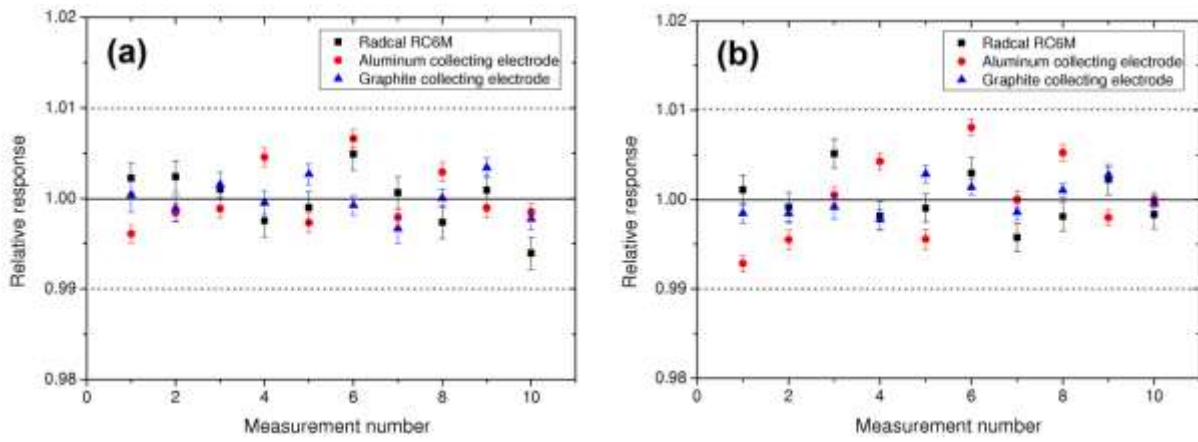 (a)
Radcal RC6M
Aluminum collecting electrode
Graphite collecting electrode
1.02
1.01
1.00
0.99
0.98
Relative response
0 2 4 6 8 10
Measurement number
(b)
Radcal RC6M
Aluminum collecting electrode
Graphite collecting electrode
1.02
1.01
1.00
0.99
0.98
Relative response
0 2 4 6 8 10
Measurement number